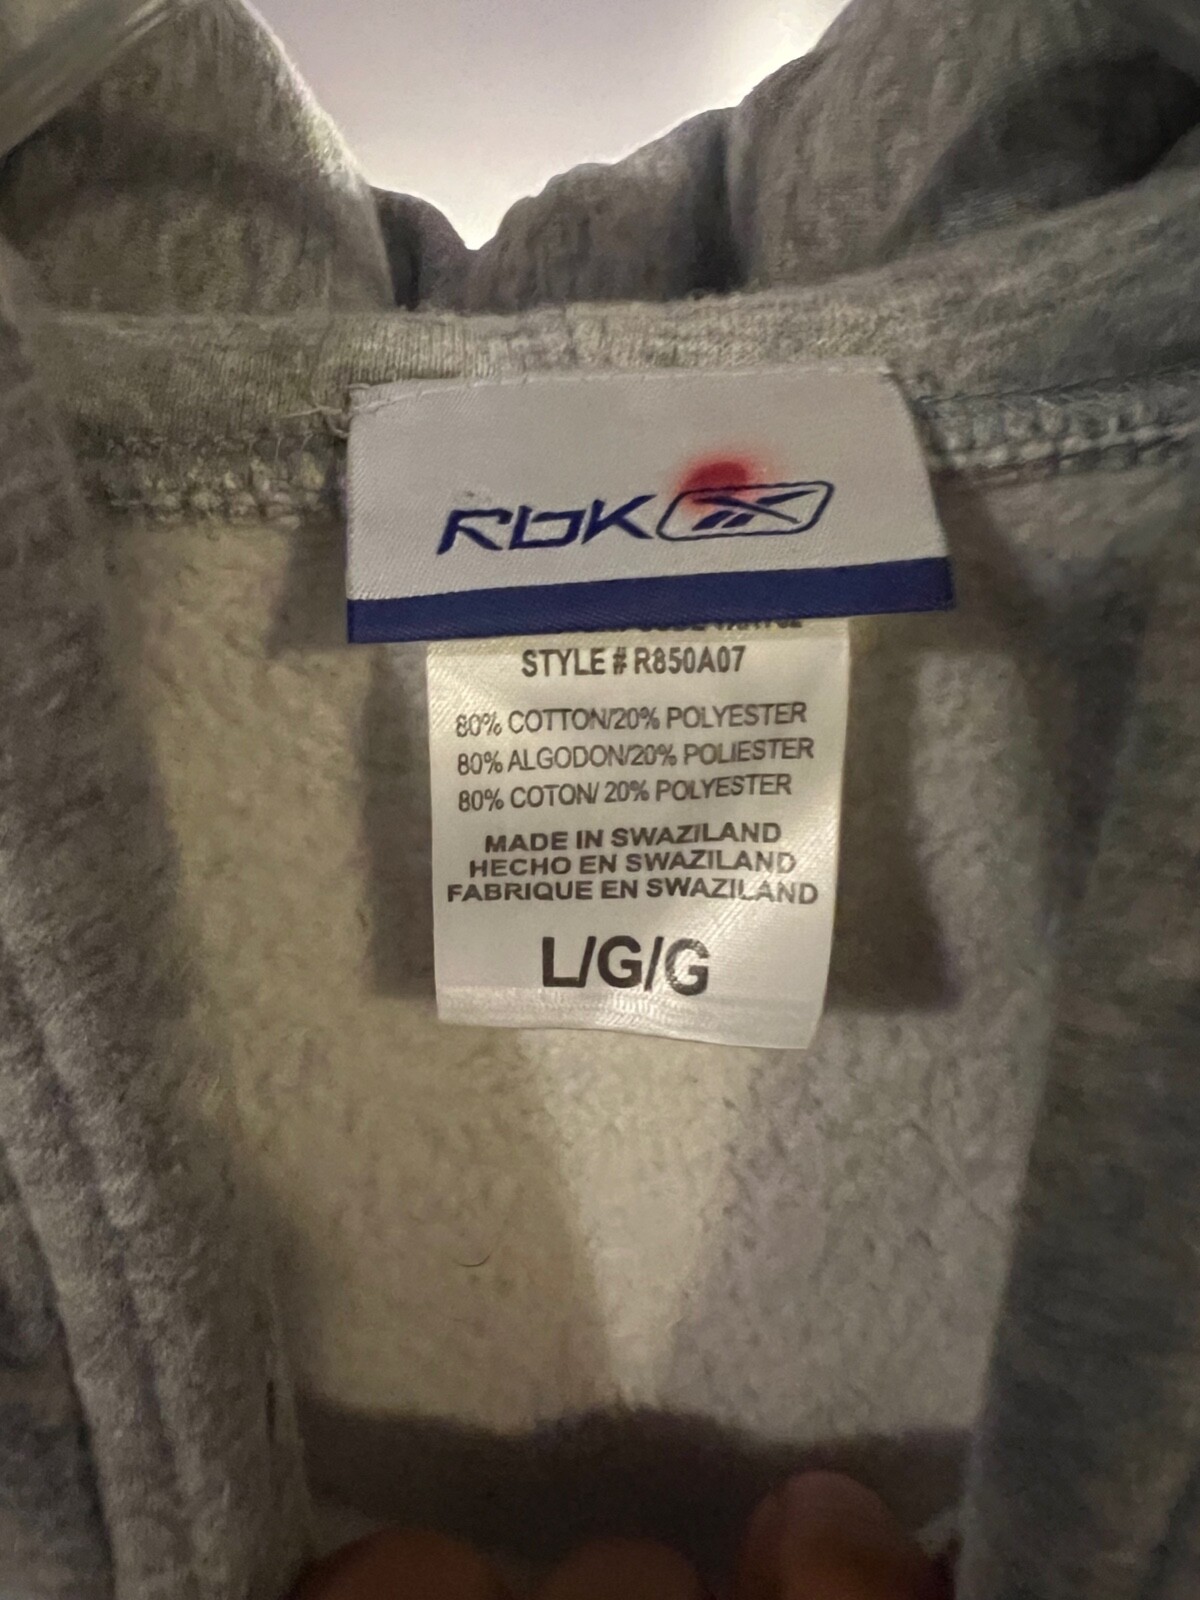 RBK
STYLE # R850A07
80% COTTON/20% POLYESTER
80% ALGODON/20% POLIESTER
80% COTON/ 20% POLYESTER
MADE IN SWAZILAND
HECHO EN SWAZILAND
FABRIQUE EN SWAZILAND
L/G/G